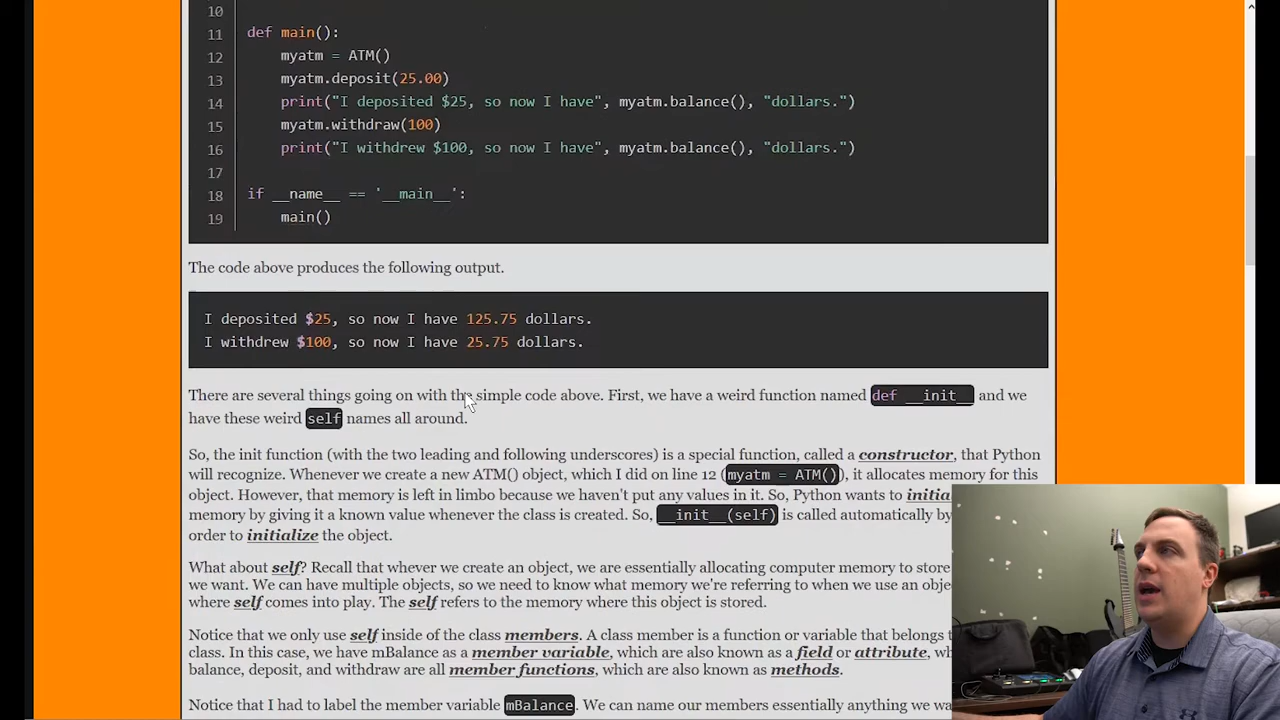 10
11 def main():
12 myatm = ATM()
13 myatm.deposit(25.00)
14 print("I deposited $25, so now I have", myatm.balance(), "dollars.")
15 myatm.withdraw(100)
16 print("I withdrew $100, so now I have", myatm.balance(), "dollars.")
17
18 if __name__ == '__main__':
19 main()
The code above produces the following output.
I deposited $25, so now I have 125.75 dollars.
I withdrew $100, so now I have 25.75 dollars.
There are several things going on with the simple code above. First, we have a weird function named def __init__ and we
have these weird self names all around.
So, the init function (with the two leading and following underscores) is a special function, called a constructor, that Python
will recognize. Whenever we create a new ATM() object, which I did on line 12 (myatm = ATM()), it allocates memory for this
object. However, that memory is left in limbo because we haven't put any values in it. So, Python wants to initia
memory by giving it a known value whenever the class is created. So, __init__(self) is called automatically by
order to initialize the object.
What about self? Recall that whever we create an object, we are essentially allocating computer memory to store
we want. We can have multiple objects, so we need to know what memory we're referring to when we use an obje
where self comes into play. The self refers to the memory where this object is stored.
Notice that we only use self inside of the class members. A class member is a function or variable that belongs t
class. In this case, we have mBalance as a member variable, which are also known as a field or attribute, w
balance, deposit, and withdraw are all member functions, which are also known as methods.
Notice that I had to label the member variable mBalance. We can name our members essentially anything we wa